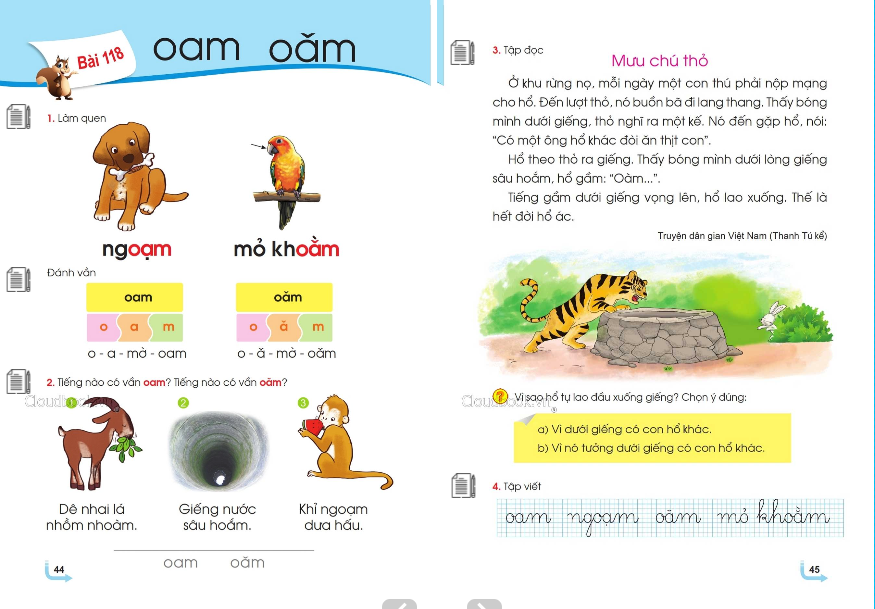 Bài 118
oam oăm
1. Làm quen
ngoạm
mỏ khoằm
Đánh vần
oam
o a m
o - a - mờ - oam
oăm
o ă m
o - ă - mờ - oăm
2. Tiếng nào có vần oam? Tiếng nào có vần oăm?
1
Dê nhai lá
nhồm nhoàm.
2
Giếng nước
sâu hoắm.
3
Khỉ ngoạm
dưa hấu.
oam oăm
44
3. Tập đọc
Mưu chú thỏ
Ở khu rừng nọ, mỗi ngày một con thú phải nộp mạng
cho hổ. Đến lượt thỏ, nó buồn bã đi lang thang. Thấy bóng
mình dưới giếng, thỏ nghĩ ra một kế. Nó đến gặp hổ, nói:
“Có một ông hổ khác đòi ăn thịt con”.
Hổ theo thỏ ra giếng. Thấy bóng mình dưới lòng giếng
sâu hoắm, hổ gầm: “Oàm...”.
Tiếng gầm dưới giếng vọng lên, hổ lao xuống. Thế là
hết đời hổ ác.
Truyện dân gian Việt Nam (Thanh Tú kể)
? Vì sao hổ tự lao đầu xuống giếng? Chọn ý đúng:
a) Vì dưới giếng có con hổ khác.
b) Vì nó tưởng dưới giếng có con hổ khác.
4. Tập viết
oam ngoạm oăm mỏ khoằm
45